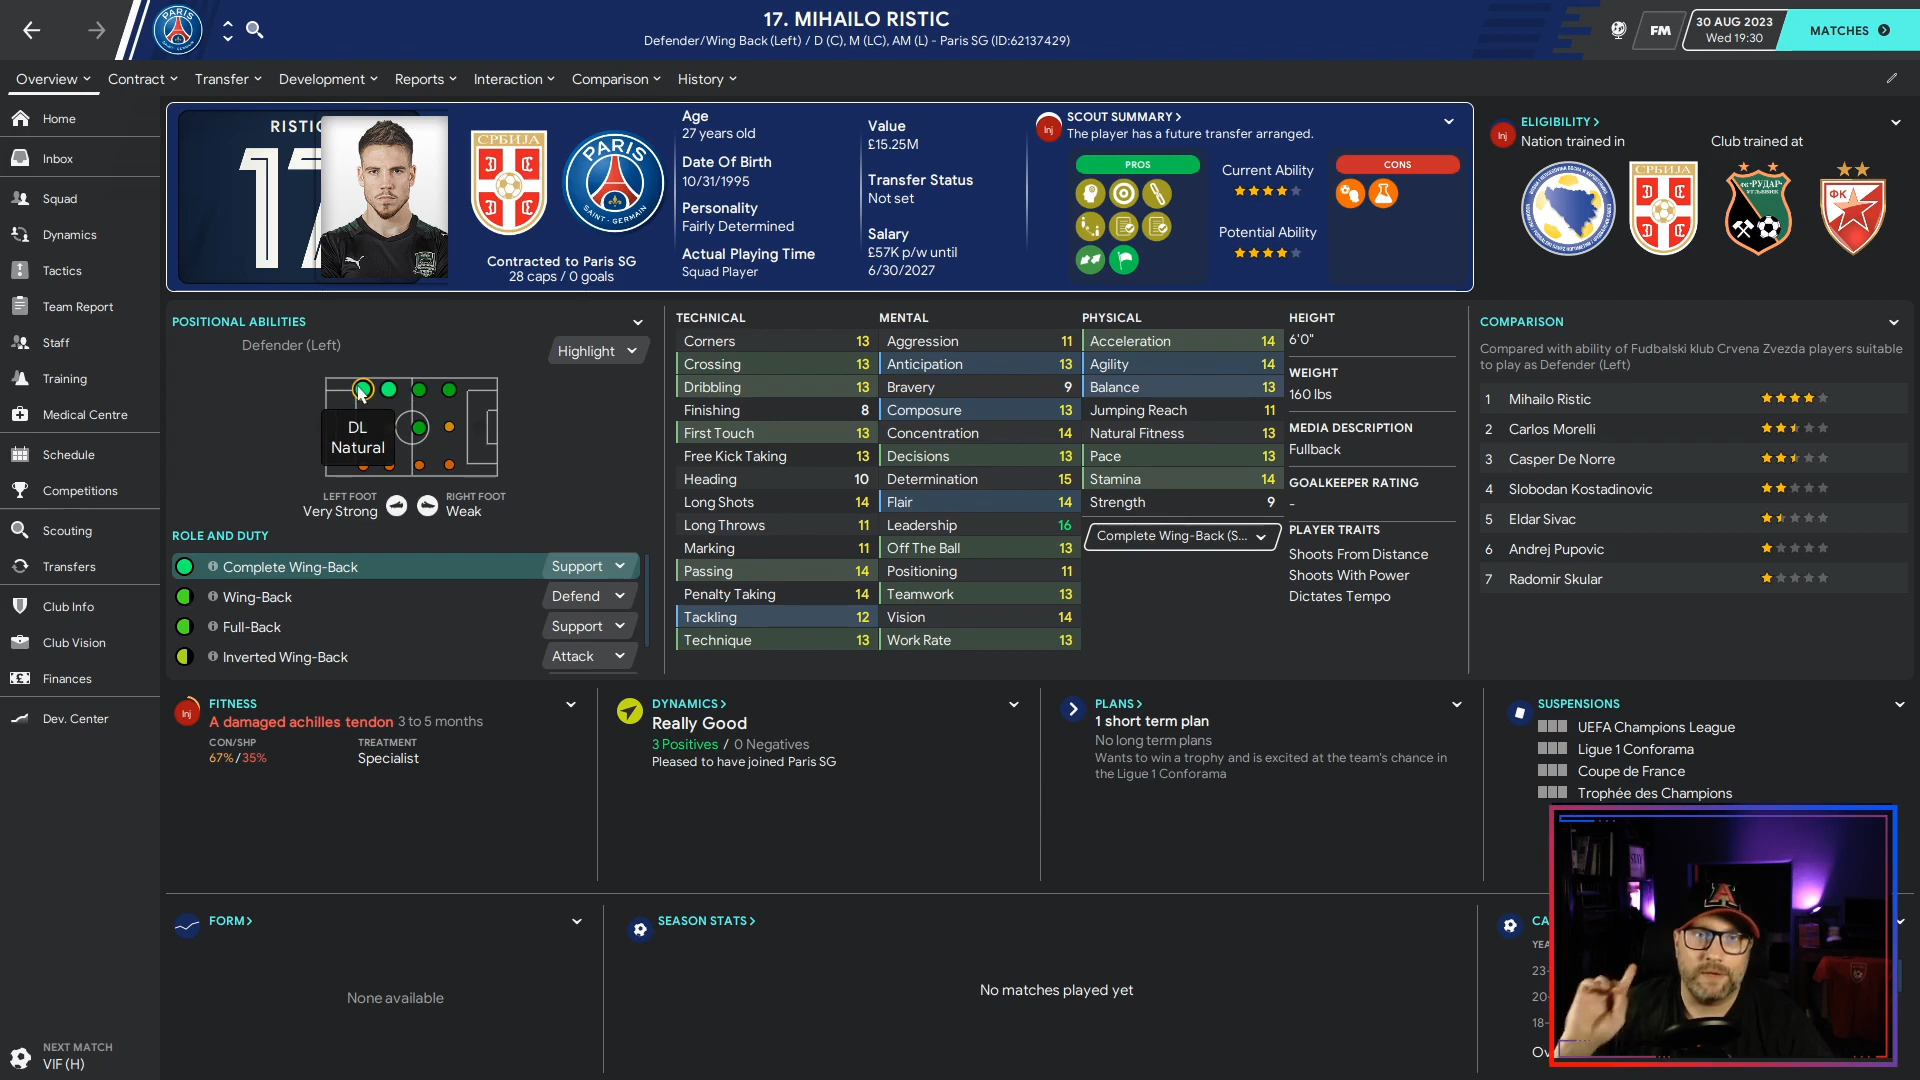 17. MIHAILO RISTIC
Defender/Wing Back (Left) / D (C), M (LC), AM (L) - Paris SG (ID:62137429)
FM
30 AUG 2023
Wed 19:30
MATCHES
Overview
Contract
Transfer
Development
Reports
Interaction
Comparison
History
Home
Inbox
Squad
Dynamics
Tactics
Team Report
Staff
Training
Medical Centre
Schedule
Competitions
Scouting
Transfers
Club Info
Club Vision
Finances
Dev. Center
NEXT MATCH
VIF (H)
RISTIC
17
СРБИЈА
PARIS
SAINT-GERMAIN
Contracted to Paris SG
28 caps / 0 goals
Age
27 years old
Date Of Birth
10/31/1995
Personality
Fairly Determined
Actual Playing Time
Squad Player
Value
£15.25M
Transfer Status
Not set
Salary
£57K p/w until
6/30/2027
Inj
SCOUT SUMMARY >
The player has a future transfer arranged.
PROS
Current Ability
Potential Ability
CONS
Inj
ELIGIBILITY >
Nation trained in
Club trained at
POSITIONAL ABILITIES
Defender (Left)
Highlight
DL
Natural
LEFT FOOT
Very Strong
RIGHT FOOT
Weak
ROLE AND DUTY
Complete Wing-Back Support
Wing-Back Defend
Full-Back Support
Inverted Wing-Back Attack
TECHNICAL
Corners 13
Crossing 13
Dribbling 13
Finishing 8
First Touch 13
Free Kick Taking 13
Heading 10
Long Shots 14
Long Throws 11
Marking 11
Passing 14
Penalty Taking 14
Tackling 12
Technique 13
MENTAL
Aggression 11
Anticipation 13
Bravery 9
Composure 13
Concentration 14
Decisions 13
Determination 15
Flair 14
Leadership 16
Off The Ball 13
Positioning 11
Teamwork 13
Vision 14
Work Rate 13
PHYSICAL
Acceleration 14
Agility 14
Balance 13
Jumping Reach 11
Natural Fitness 13
Pace 13
Stamina 14
Strength 9
Complete Wing-Back (S...
HEIGHT
6'0"
WEIGHT
160 lbs
MEDIA DESCRIPTION
Fullback
GOALKEEPER RATING
-
PLAYER TRAITS
Shoots From Distance
Shoots With Power
Dictates Tempo
COMPARISON
Compared with ability of Fudbalski klub Crvena Zvezda players suitable
to play as Defender (Left)
1 Mihailo Ristic
2 Carlos Morelli
3 Casper De Norre
4 Slobodan Kostadinovic
5 Eldar Sivac
6 Andrej Pupovic
7 Radomir Skular
Inj
FITNESS
A damaged achilles tendon 3 to 5 months
CON/SHP
67%/35%
TREATMENT
Specialist
DYNAMICS >
Really Good
3 Positives / 0 Negatives
Pleased to have joined Paris SG
PLANS >
1 short term plan
No long term plans
Wants to win a trophy and is excited at the team's chance in
the Ligue 1 Conforama
SUSPENSIONS
UEFA Champions League
Ligue 1 Conforama
Coupe de France
Trophée des Champions
FORM >
None available
SEASON STATS >
No matches played yet
CA
YEA
23-
20-
18-
Ov